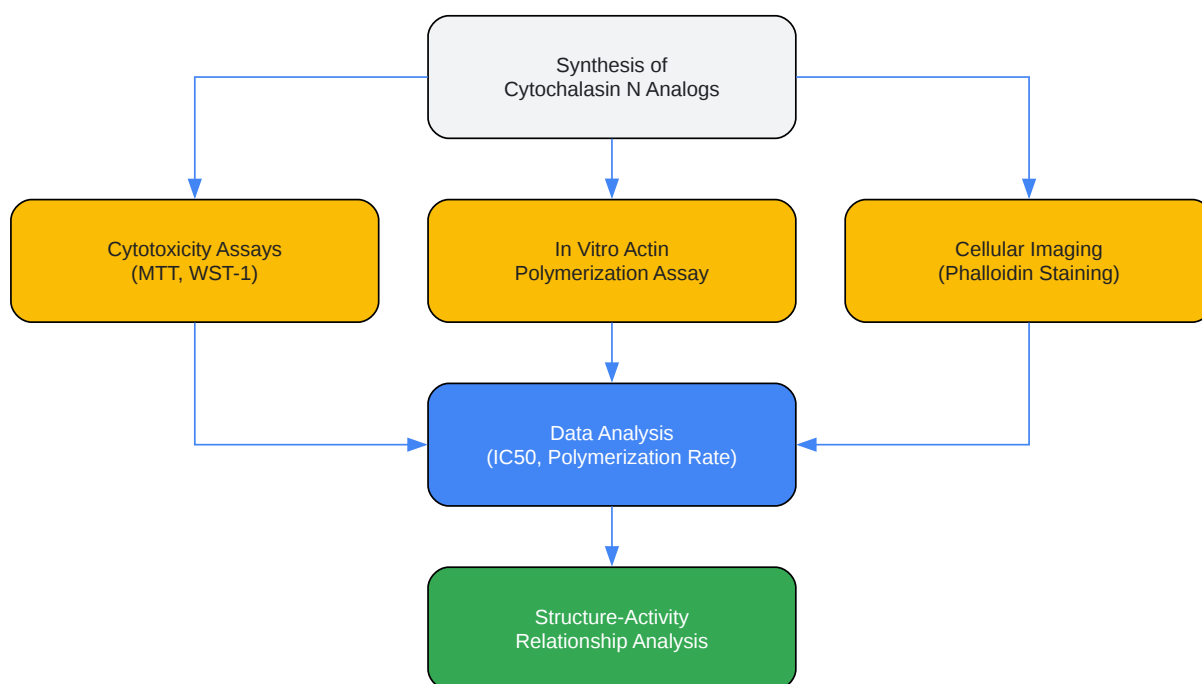 Synthesis of
Cytochalasin N Analogs
Cytotoxicity Assays
(MTT, WST-1)
In Vitro Actin
Polymerization Assay
Cellular Imaging
(Phalloidin Staining)
Data Analysis
(IC50, Polymerization Rate)
Structure-Activity
Relationship Analysis